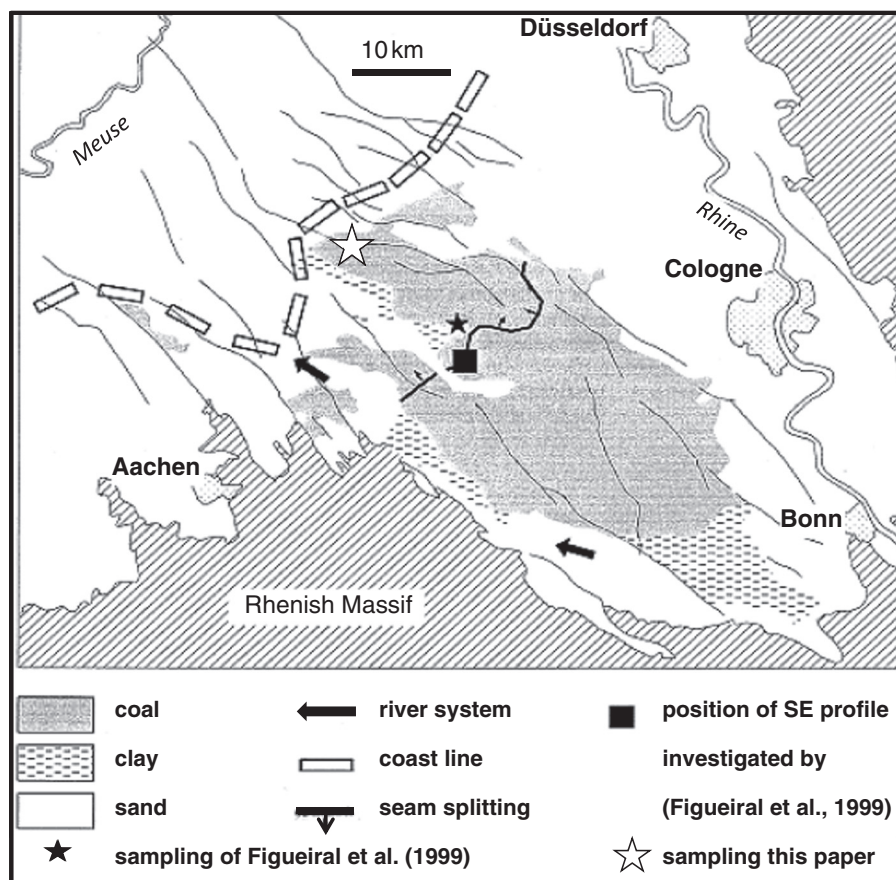 Düsseldorf
10 km
Meuse
Rhine
Cologne
Aachen
Bonn
Rhenish Massif
coal
river system
position of SE profile
clay
coast line
investigated by
sand
seam splitting
(Figueiral et al., 1999)
sampling of Figueiral et al. (1999)
sampling this paper